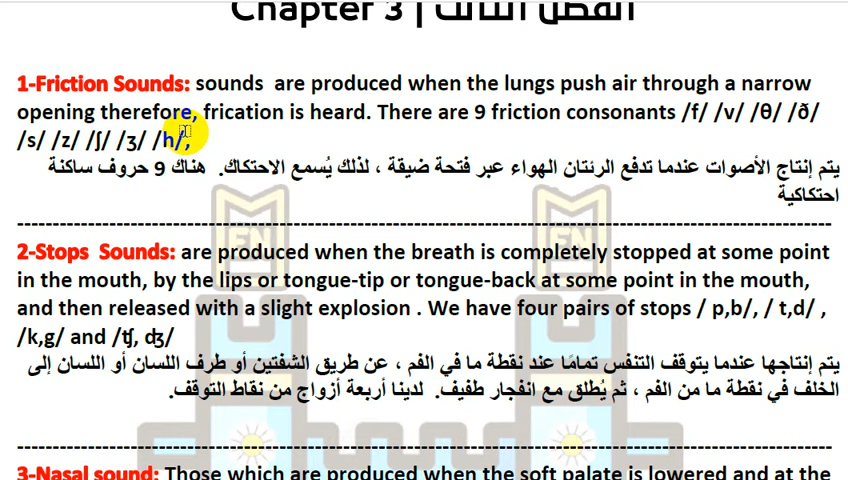 Chapter 3 | الفصل الثالث
1-Friction Sounds: sounds are produced when the lungs push air through a narrow
opening therefore, frication is heard. There are 9 friction consonants /f/ /v/ /θ/ /ð/
/s/ /z/ /ʃ/ /ʒ/ /h/,
يتم إنتاج الأصوات عندما تدفع الرئتان الهواء عبر فتحة ضيقة ، لذلك يُسمع الاحتكاك. هناك 9 حروف ساكنة
احتكاكية
2-Stops Sounds: are produced when the breath is completely stopped at some point
in the mouth, by the lips or tongue-tip or tongue-back at some point in the mouth,
and then released with a slight explosion . We have four pairs of stops / p,b/, / t,d/ ,
/k,g/ and /ʧ, ʤ/
يتم إنتاجها عندما يتوقف التنفس تمامًا عند نقطة ما في الفم ، عن طريق الشفتين أو طرف اللسان أو اللسان إلى
الخلف في نقطة ما من الفم ، ثم يُطلق مع انفجار طفيف. لدينا أربعة أزواج من نقاط التوقف.
3-Nasal sound: Those which are produced when the soft palate is lowered and at the